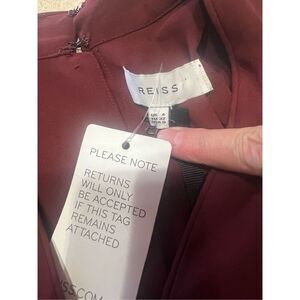 REISS
PLEASE NOTE
RETURNS
WILL ONLY
BE ACCEPTED
IF THIS TAG
REMAINS
ATTACHED